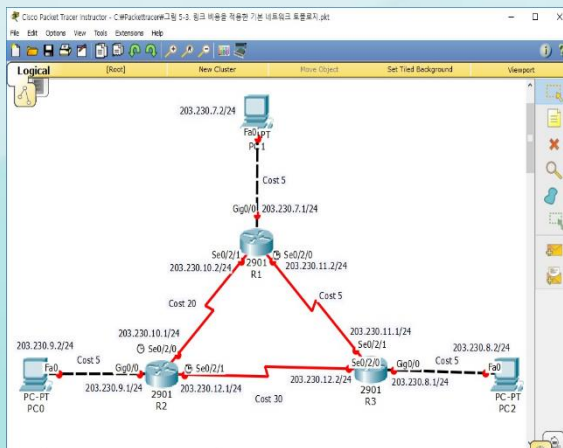 Cisco Packet Tracer Instructor - C:₩Packettracer₩그림 5-3. 링크 비용을 적용한 기본 네트워크 토폴로지.pkt
File Edit Options View Tools Extensions Help
Logical [Root] New Cluster Move Object Set Tiled Background Viewport
203.230.7.2/24
Fa0 PC-PT
PC1
Cost 5
Gig0/0 203.230.7.1/24
Se0/2/1 Se0/2/0
2901
203.230.10.2/24 203.230.11.2/24
R1
Cost 20 Cost 5
203.230.10.1/24 203.230.11.1/24
Se0/2/0 Se0/2/1
203.230.9.2/24 203.230.8.2/24
Fa0 Cost 5 Gig0/0 Se0/2/1 Se0/2/0 Gig0/0 Cost 5 Fa0
203.230.9.1/24 203.230.12.1/24 203.230.12.2/24 203.230.8.1/24
PC-PT 2901 2901 PC-PT
PC0 R2 Cost 30 R3 PC2